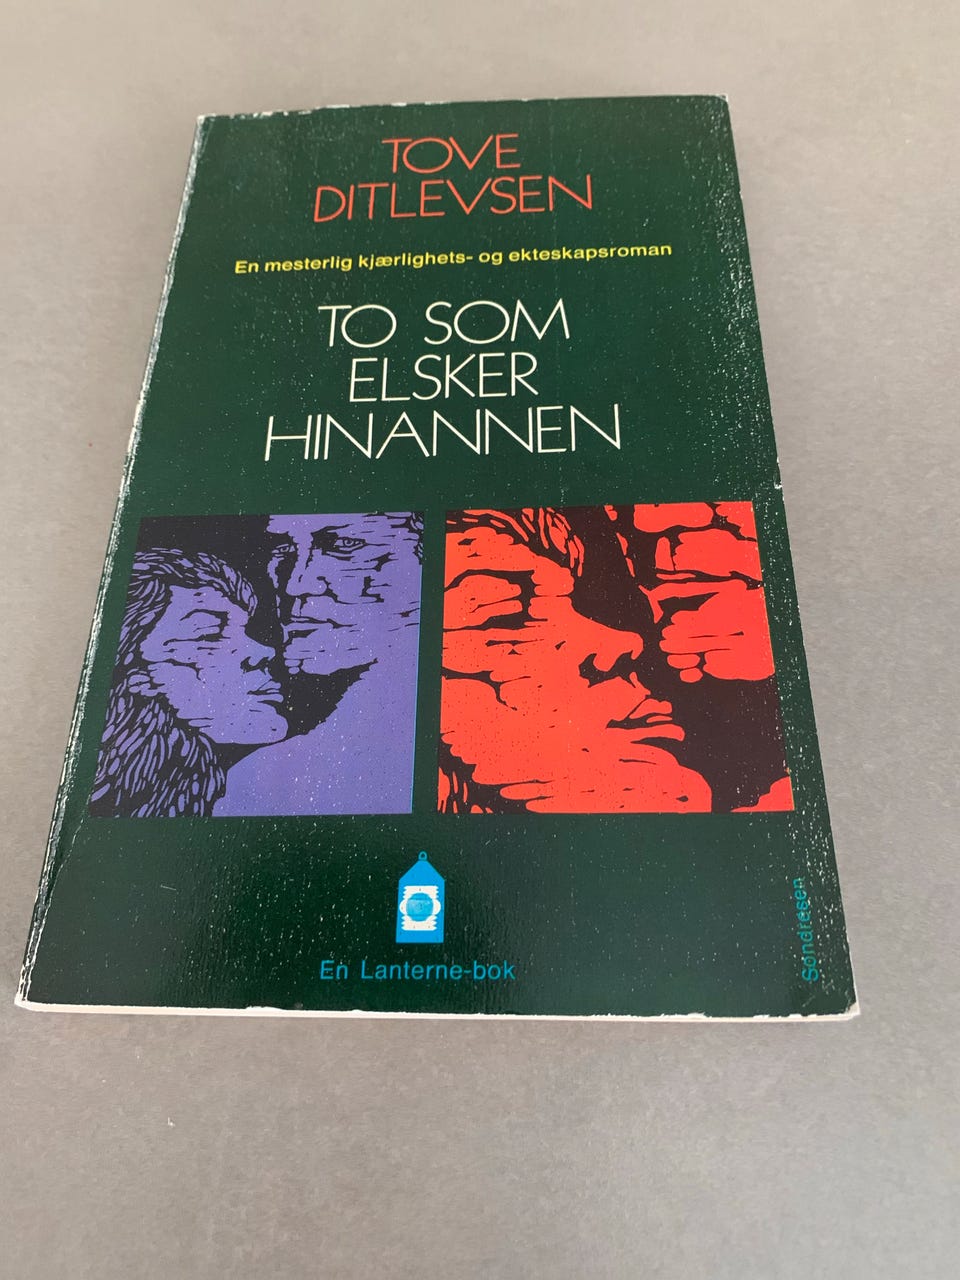 TOVE
DITLEVSEN
En mesterlig kjærlighets- og ekteskapsroman
TO SOM
ELSKER
HINANNEN
En Lanterne-bok
Søndresen